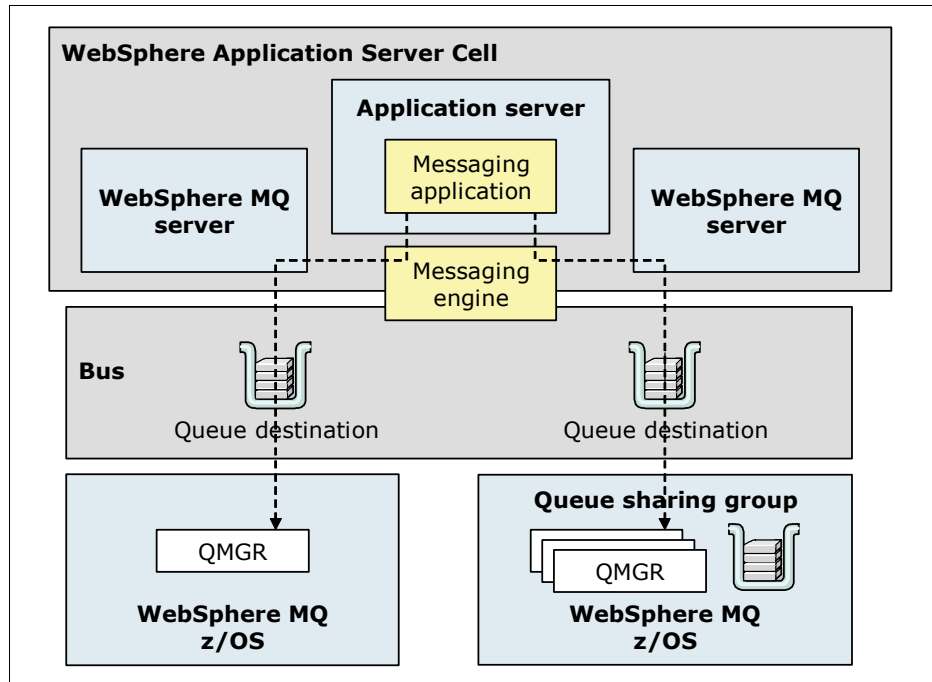 WebSphere Application Server Cell
Application server
Messaging
application
WebSphere MQ
server
WebSphere MQ
server
Messaging
engine
Bus
Queue destination
Queue destination
QMGR
WebSphere MQ
z/OS
Queue sharing group
QMGR
WebSphere MQ
z/OS